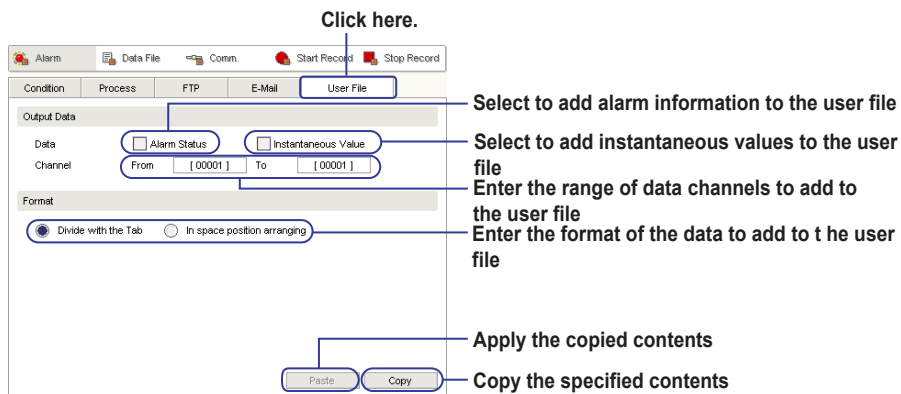 Click here.
Alarm Data File Comm. Start Record Stop Record
Condition Process FTP E-Mail User File
Output Data
Data Alarm Status Instantaneous Value
Channel From [ 00001 ] To [ 00001 ]
Format
Divide with the Tab In space position arranging
Paste Copy
Select to add alarm information to the user file
Select to add instantaneous values to the user
file
Enter the range of data channels to add to
the user file
Enter the format of the data to add to t he user
file
Apply the copied contents
Copy the specified contents